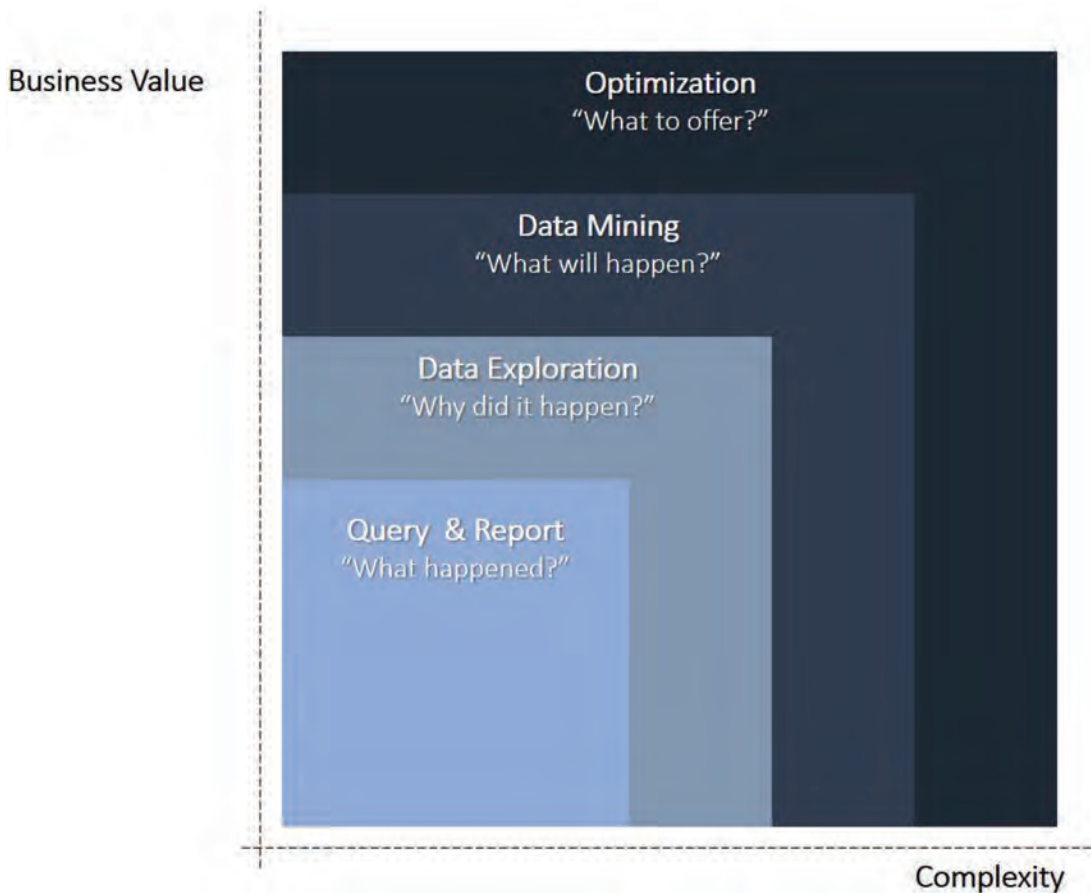 Business Value
Optimization
“What to offer?”
Data Mining
“What will happen?”
Data Exploration
“Why did it happen?”
Query & Report
“What happened?”
Complexity